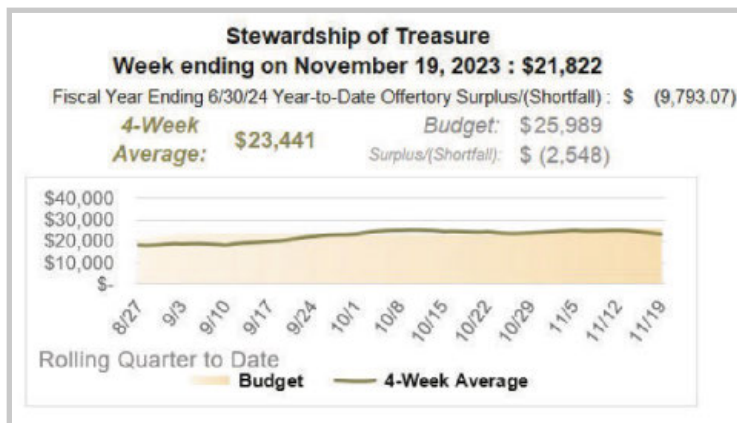 Stewardship of Treasure
Week ending on November 19, 2023 : $21,822
Fiscal Year Ending 6/30/24 Year-to-Date Offertory Surplus/(Shortfall) : $ (9,793.07)
4-Week Average: $23,441
Budget: $25,989
Surplus/(Shortfall): $ (2,548)
$40,000
$30,000
$20,000
$10,000
$-
8/27 9/3 9/10 9/17 9/24 10/1 10/8 10/15 10/22 10/29 11/5 11/12 11/19
Rolling Quarter to Date
Budget 4-Week Average